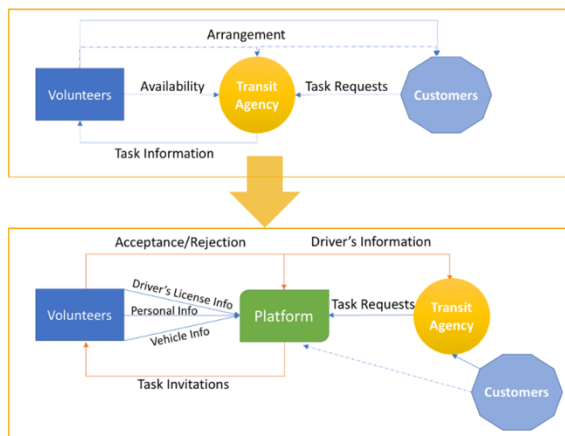 Arrangement
Volunteers
Availability
Transit
Agency
Task Requests
Customers
Task Information
Acceptance/Rejection
Driver's Information
Volunteers
Driver's License Info
Personal Info
Vehicle Info
Platform
Task Requests
Transit
Agency
Task Invitations
Customers